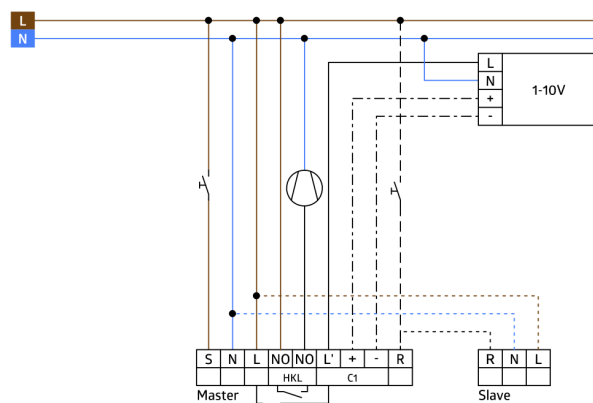 L
N
L
N
+
-
1-10V
S N L NO NO L' + - R
HKL C1
Master
R N L
Slave